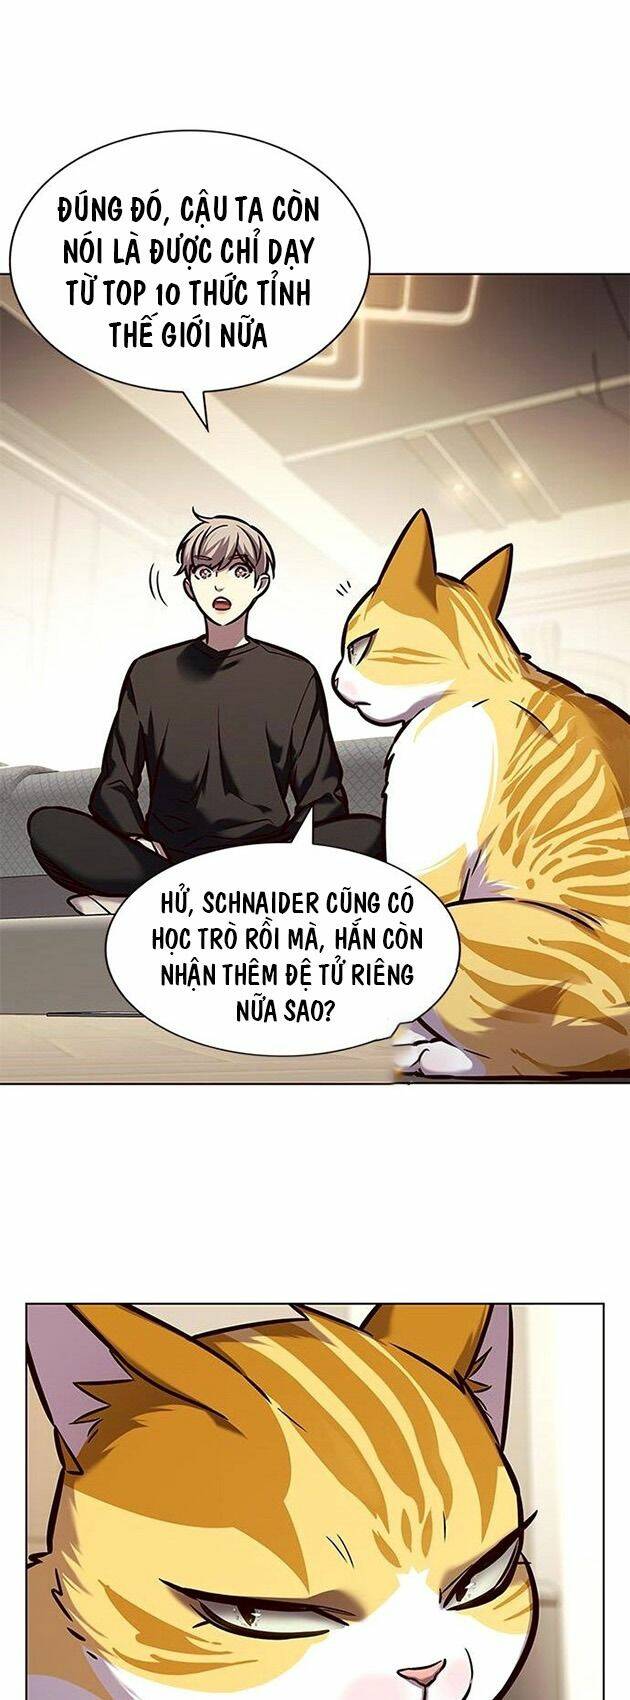 ĐÚNG ĐÓ, CẬU TA CÒN
NÓI LÀ ĐƯỢC CHỈ DẠY
TỪ TOP 10 THỨC TỈNH
THẾ GIỚI NỮA
HỬ, SCHNAIDER CŨNG CÓ
HỌC TRÒ RỒI MÀ, HẮN CÒN
NHẬN THÊM ĐỆ TỬ RIÊNG
NỮA SAO?